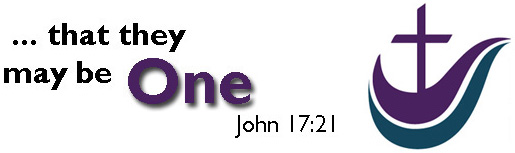 ... that they
may be One
John 17:21